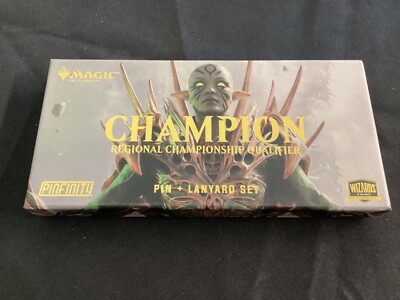 MAGIC
CHAMPION
REGIONAL CHAMPIONSHIP QUALIFIER
PIN + LANYARD SET
PINFINITY
WIZARDS